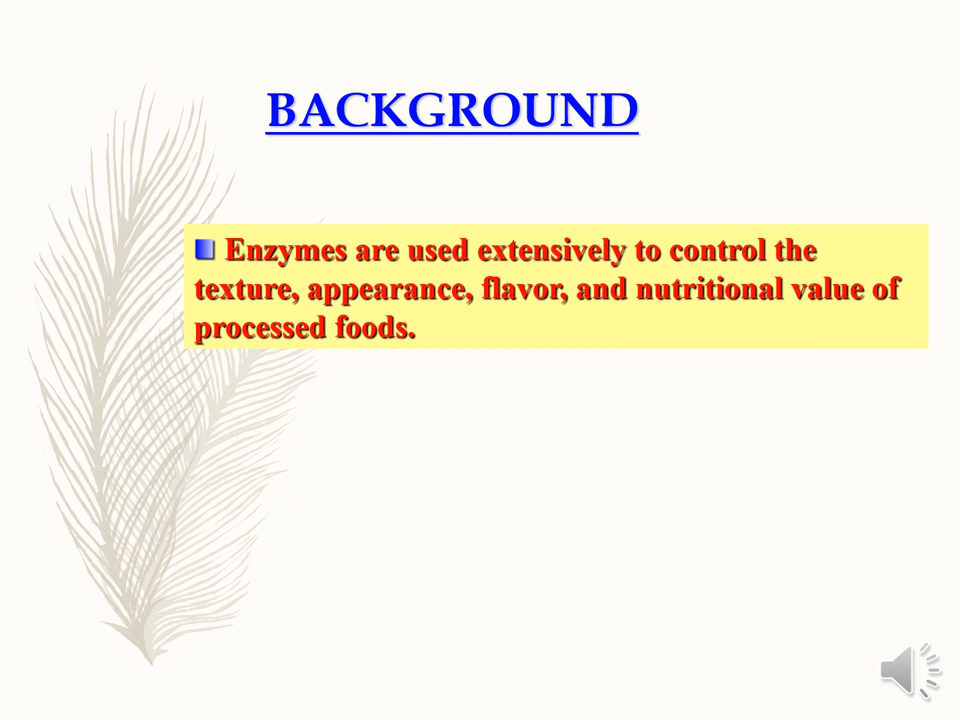 BACKGROUND
Enzymes are used extensively to control the
texture, appearance, flavor, and nutritional value of
processed foods.